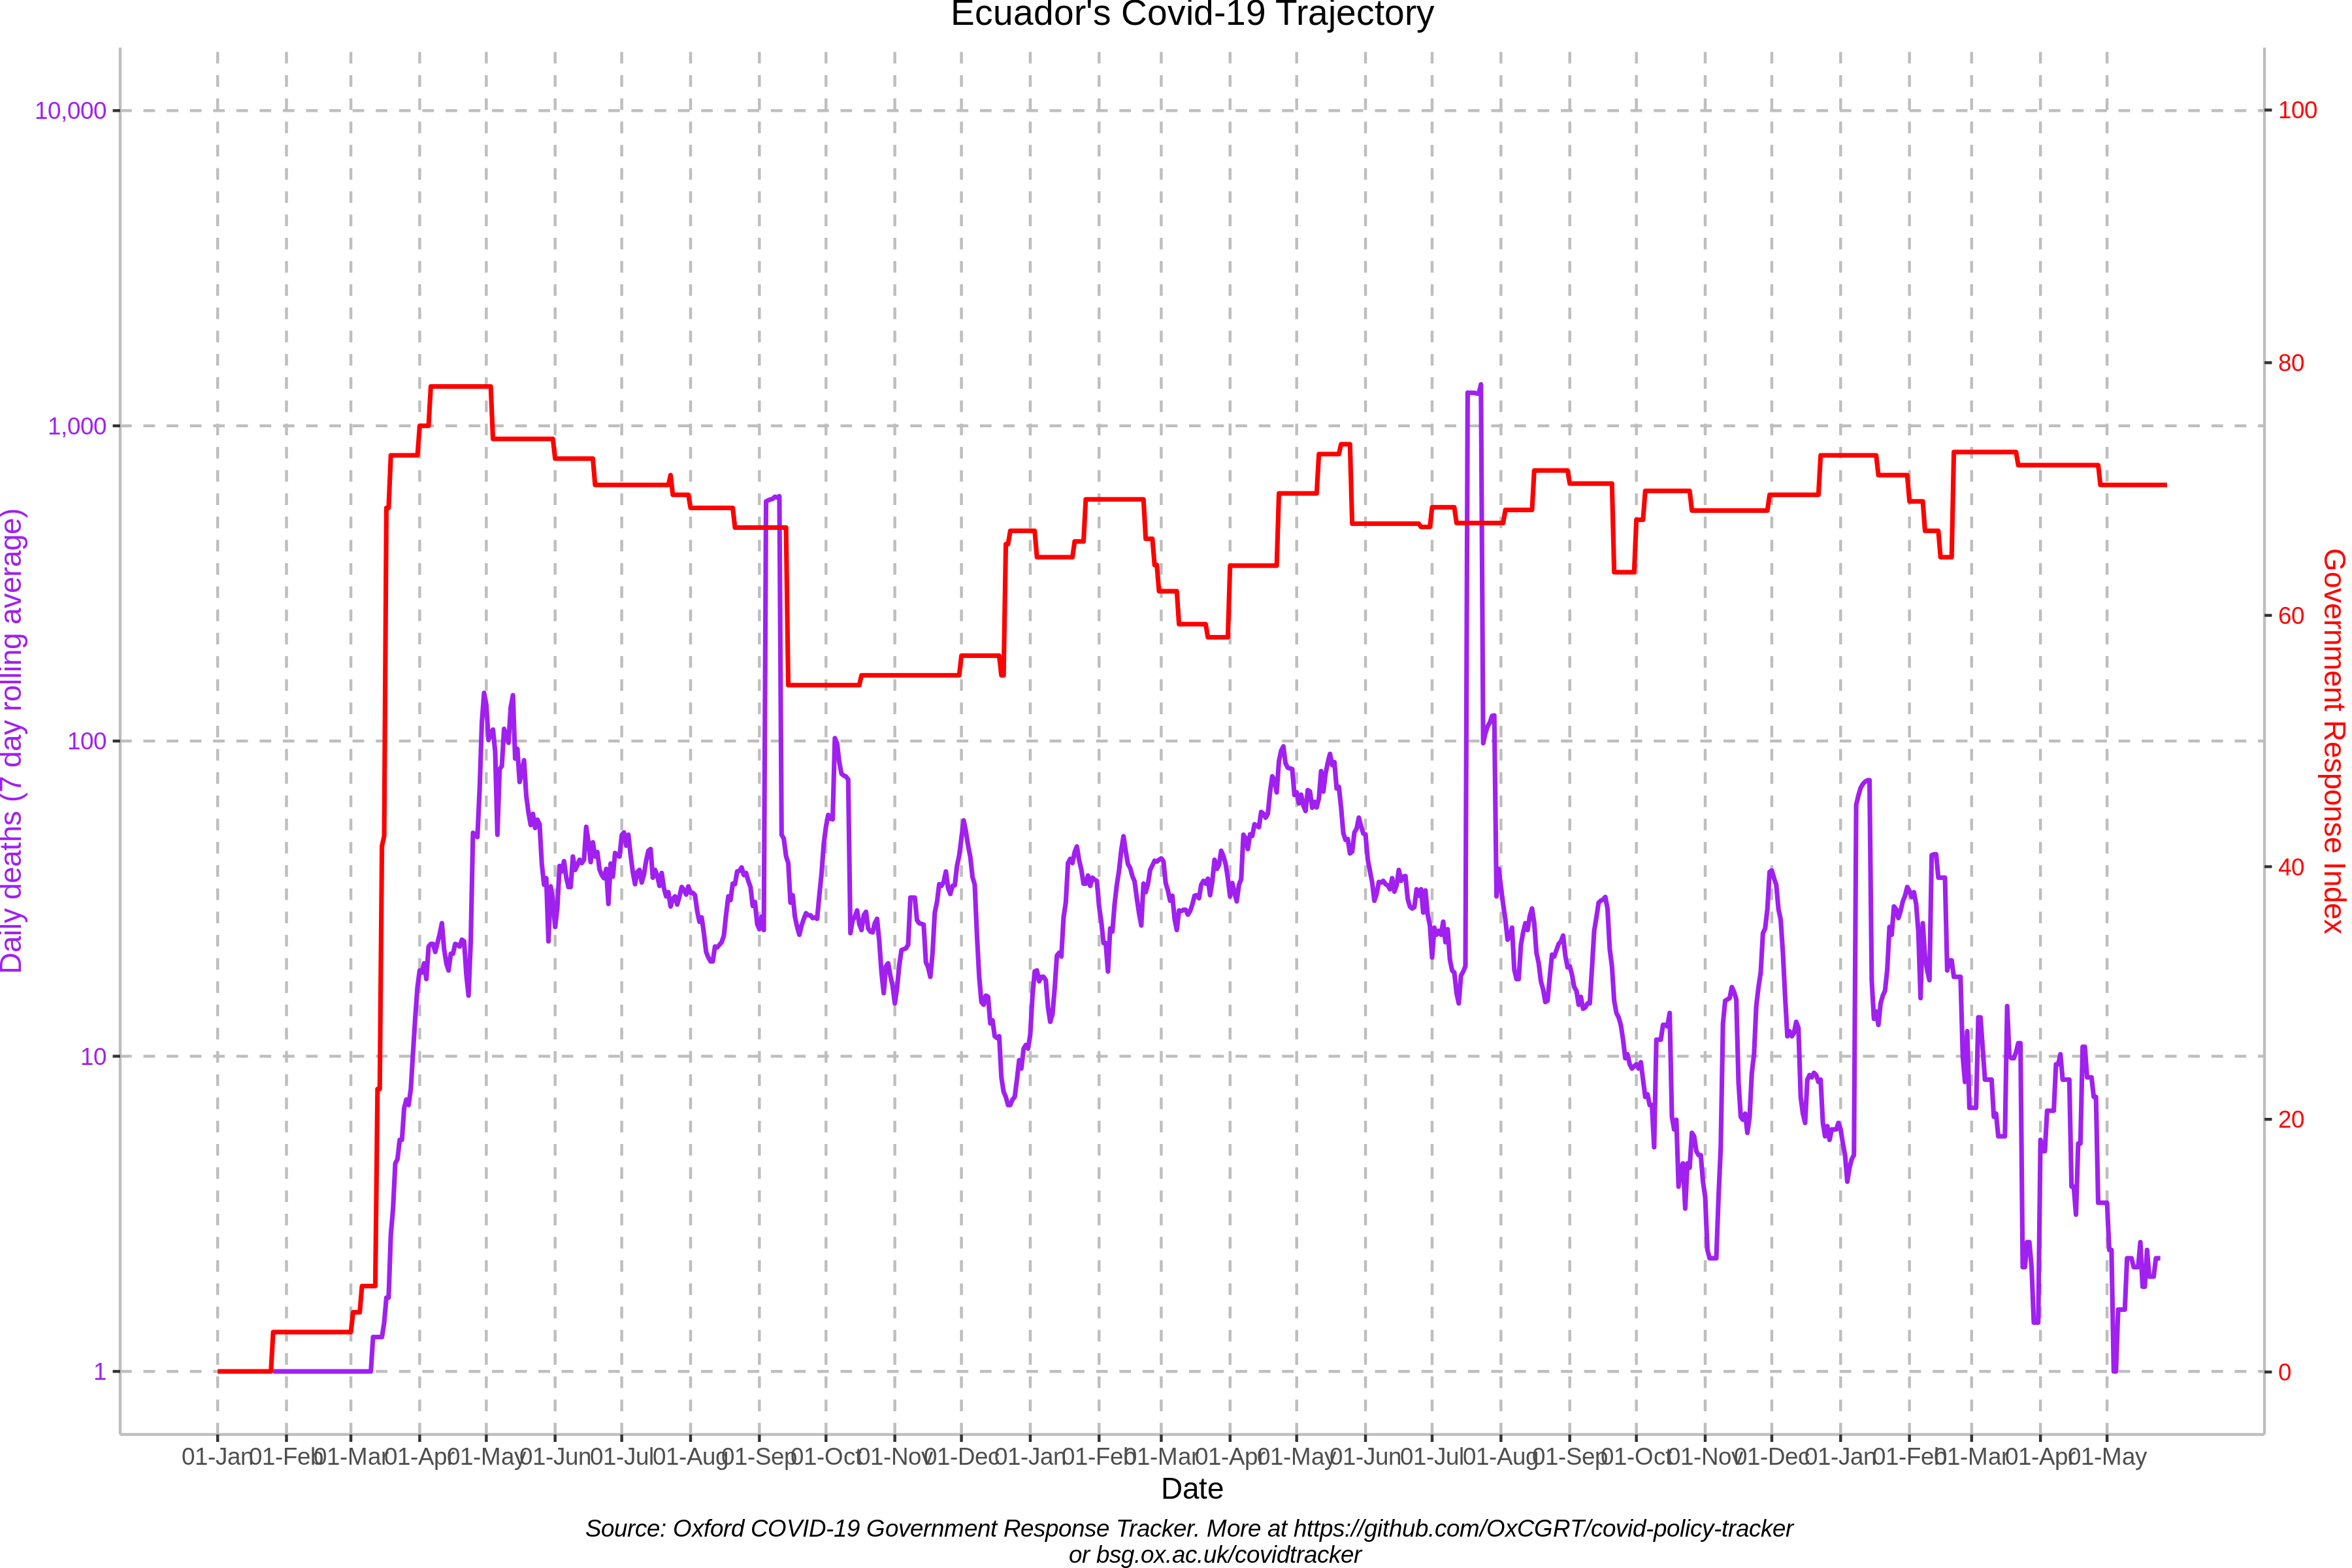 Ecuador's Covid-19 Trajectory
10,000
1,000
100
10
1
Daily deaths (7 day rolling average)
100
80
60
40
20
0
Government Response Index
01-Jan 01-Feb 01-Mar 01-Apr 01-May 01-Jun 01-Jul 01-Aug 01-Sep 01-Oct 01-Nov 01-Dec 01-Jan 01-Feb 01-Mar 01-Apr 01-May 01-Jun 01-Jul 01-Aug 01-Sep 01-Oct 01-Nov 01-Dec 01-Jan 01-Feb 01-Mar 01-Apr 01-May
Date
Source: Oxford COVID-19 Government Response Tracker. More at https://github.com/OxCGRT/covid-policy-tracker
or bsg.ox.ac.uk/covidtracker